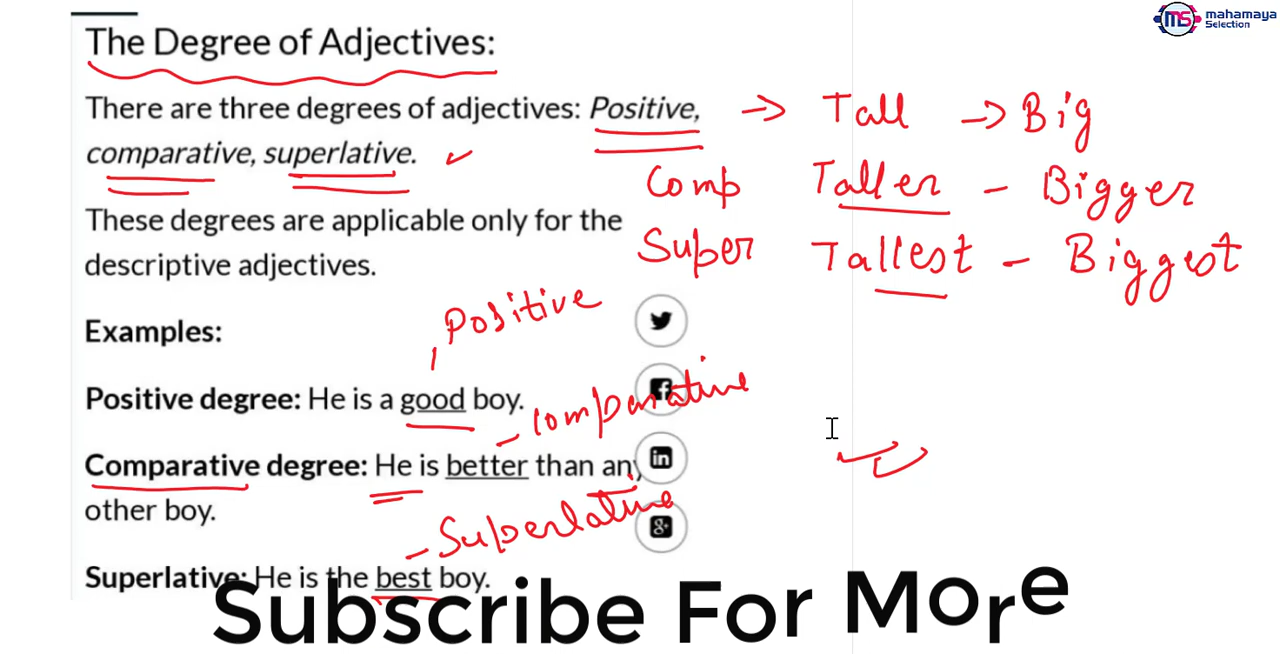 mahamaya
Selection
MS
The Degree of Adjectives:
There are three degrees of adjectives: Positive,
comparative, superlative.
→ Tall → Big
Comp Taller - Bigger
Super Tallest - Biggest
These degrees are applicable only for the
descriptive adjectives.
Positive
Examples:
Positive degree: He is a good boy.
comparative
Comparative degree: He is better than any
other boy.
in
Superlative
g+
Superlative: He is the best boy.
Subscribe For More